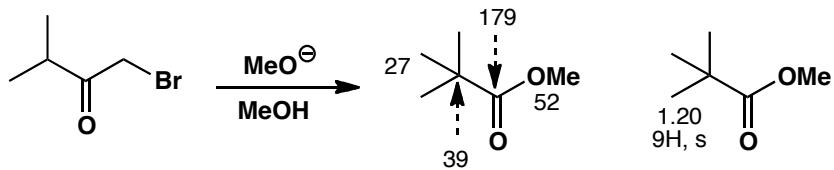 Br
O
MeO⊖
MeOH
179
27
OMe
52
O
39
OMe
1.20
9H, s
O